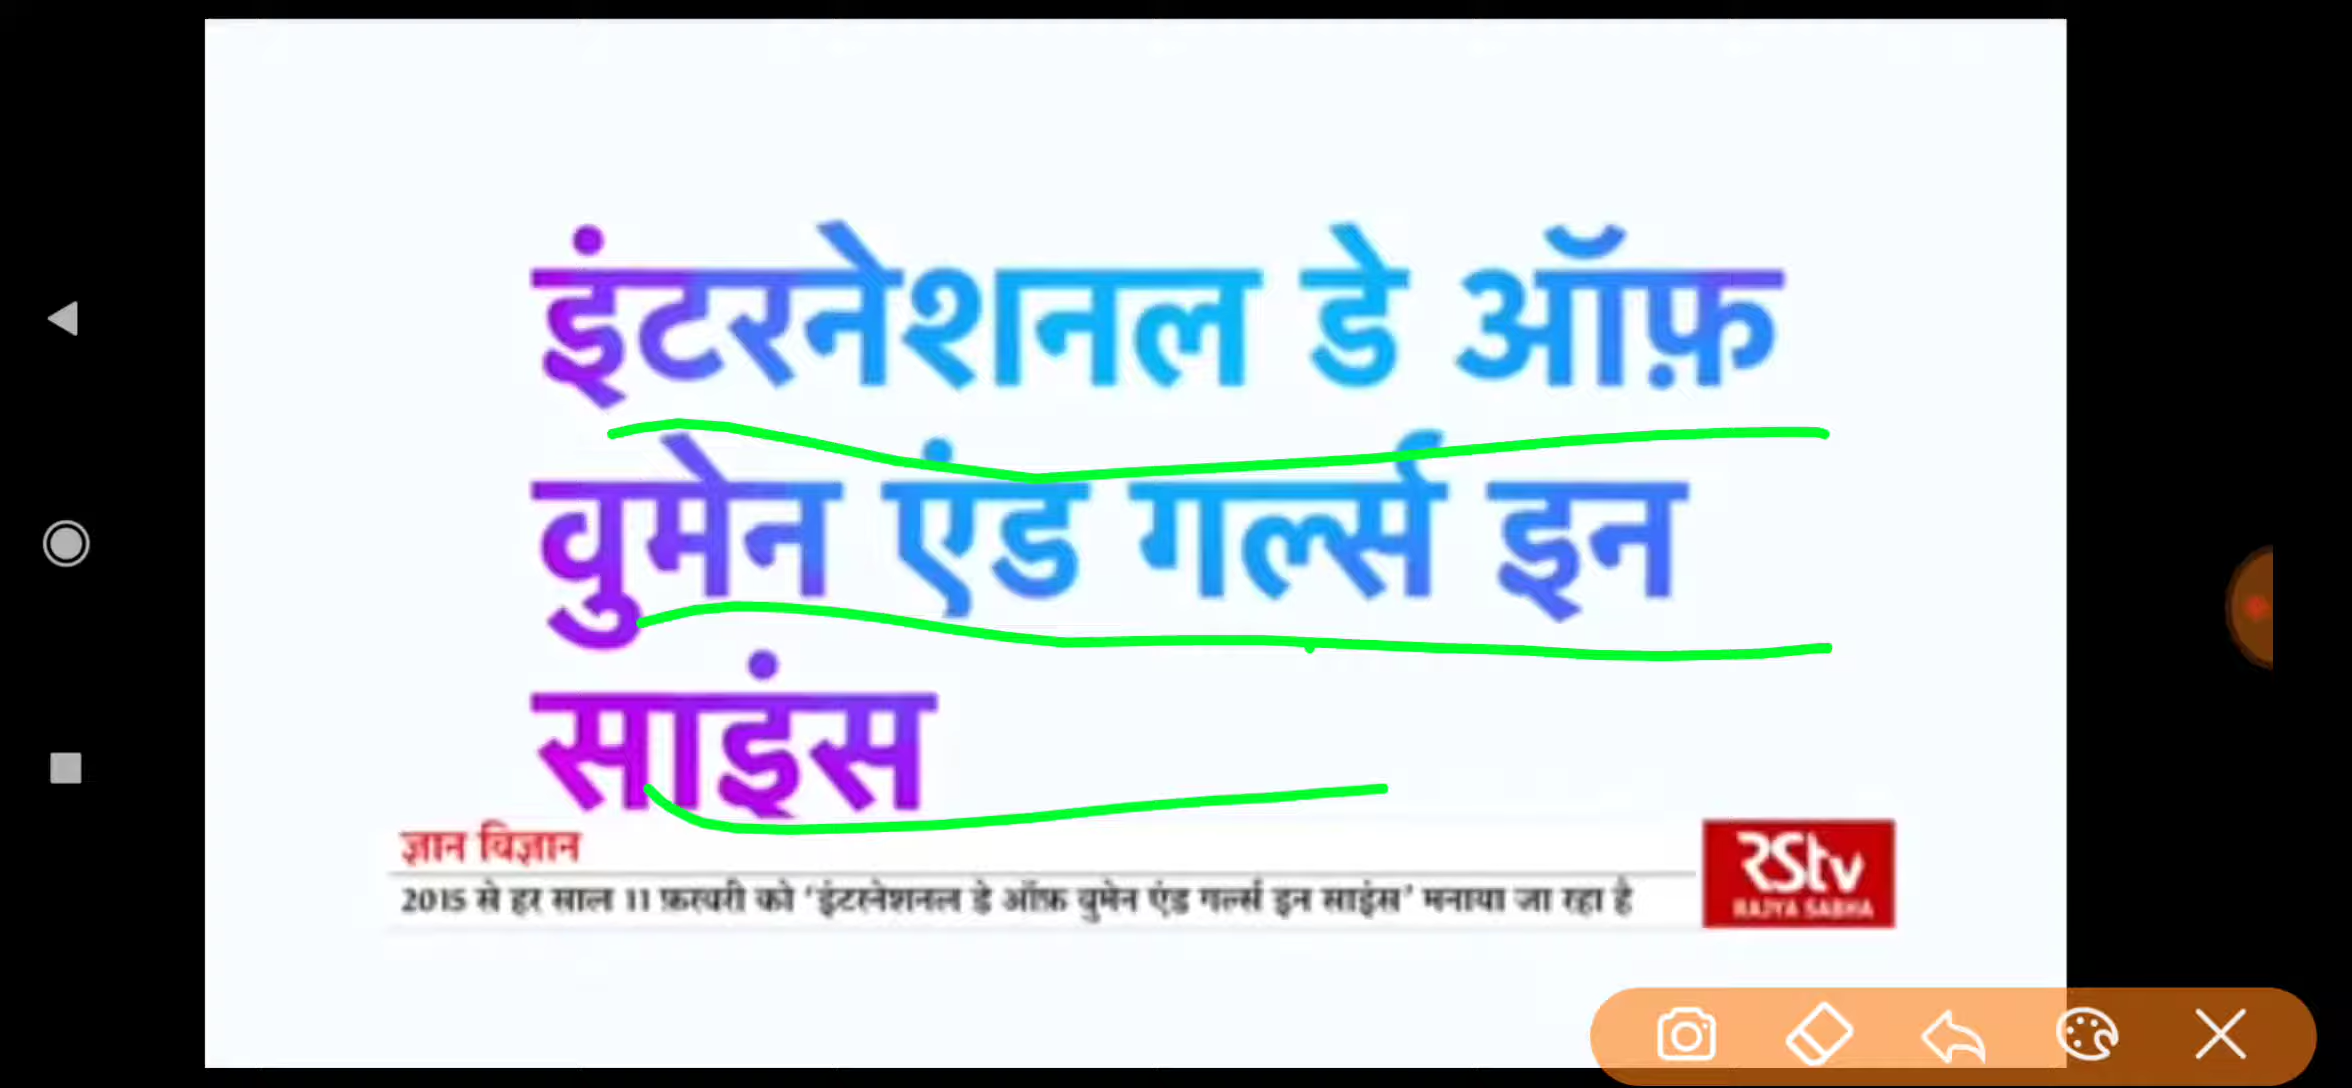 इंटरनेशनल डे ऑफ़
वुमेन एंड गर्ल्स इन
साइंस
ज्ञान विज्ञान
2015 से हर साल 11 फ़रवरी को 'इंटरनेशनल डे ऑफ़ वुमेन एंड गर्ल्स इन साइंस' मनाया जा रहा है
RStv
RAJYA SABHA